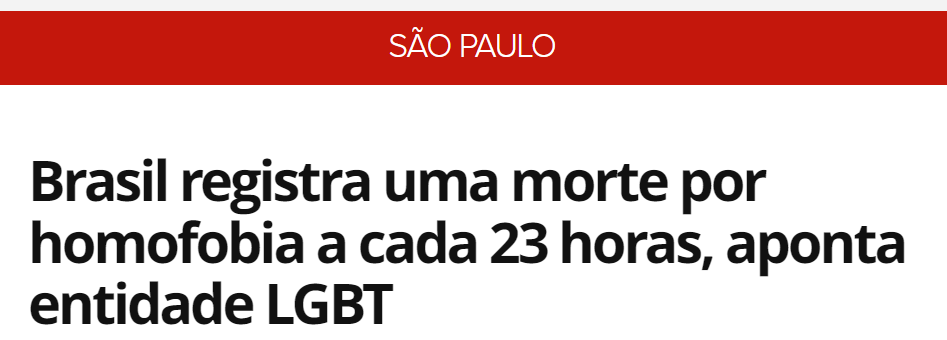 SÃO PAULO
Brasil registra uma morte por
homofobia a cada 23 horas, aponta
entidade LGBT